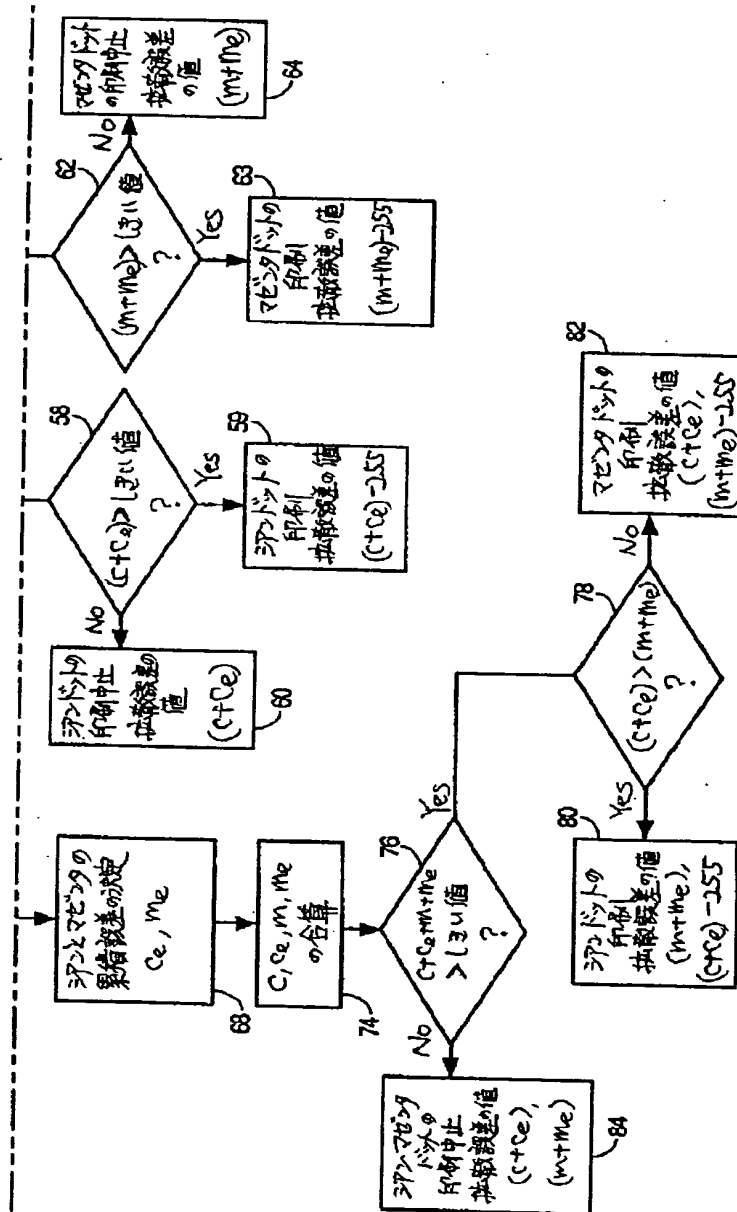 シアンとマゼンタの
累積誤差の決定
Ce, me
68
C, Ce, m, me
の合算
74
C+Ce+m+me
>しきい値
?
76
No
Yes
シアン、マゼンタ
ドットの
印刷中止
拡散誤差の値
(c+Ce),
(m+me)
84
(c+Ce)>(m+me)
?
78
Yes
No
シアンドットの
印刷
拡散誤差の値
(m+me),
(c+Ce)-255
80
マゼンタドットの
印刷
拡散誤差の値
(c+Ce),
(m+me)-255
82
(c+Ce)>しきい値
?
58
No
Yes
シアンドットの
印刷中止
拡散誤差の
値
(c+Ce)
60
シアンドットの
印刷
拡散誤差の値
(c+Ce)-255
59
(m+me)>しきい値
?
62
No
Yes
マゼンタドットの
印刷
拡散誤差の値
(m+me)-255
63
マゼンタドット
の印刷中止
拡散誤差
の値
(m+me)
64